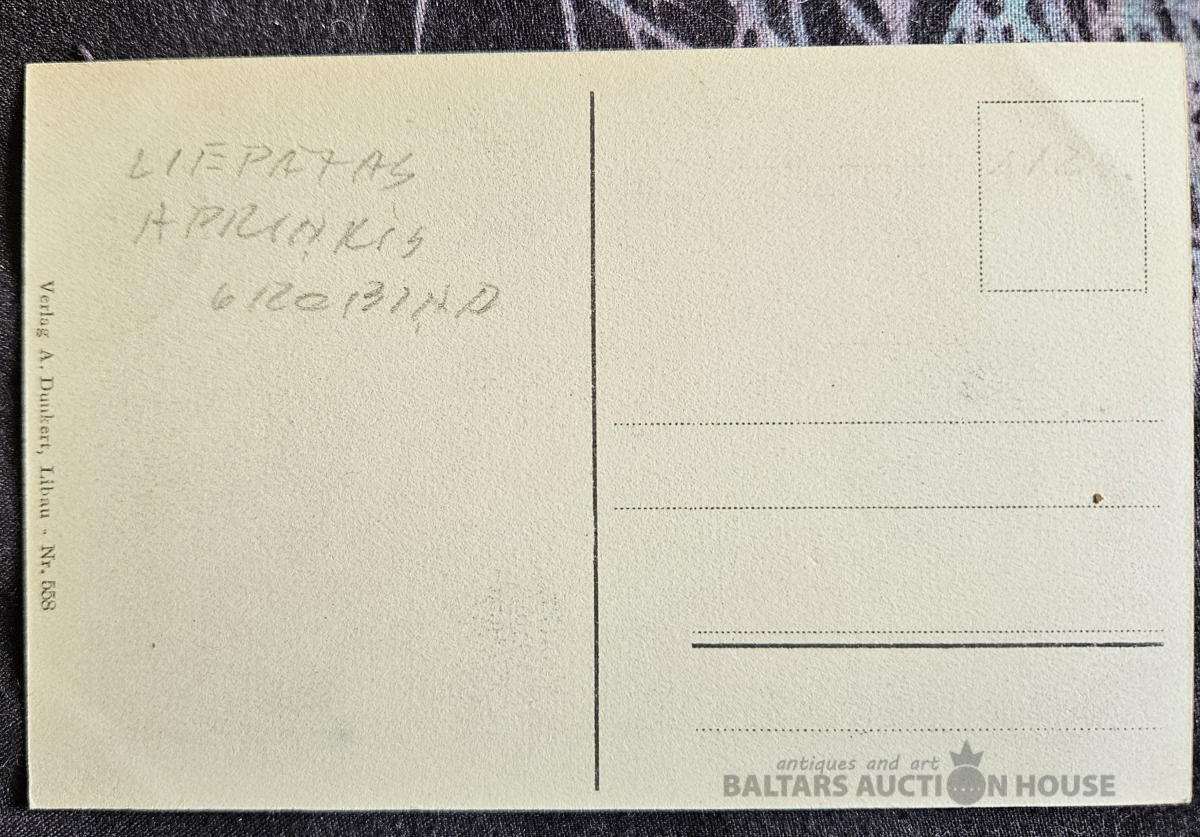 LIEPĀJAS
APRIŅĶIS
GROBIŅA
Verlag A. Dunkert, Libau - Nr. 558
antiques and art
BALTARS AUCTION HOUSE